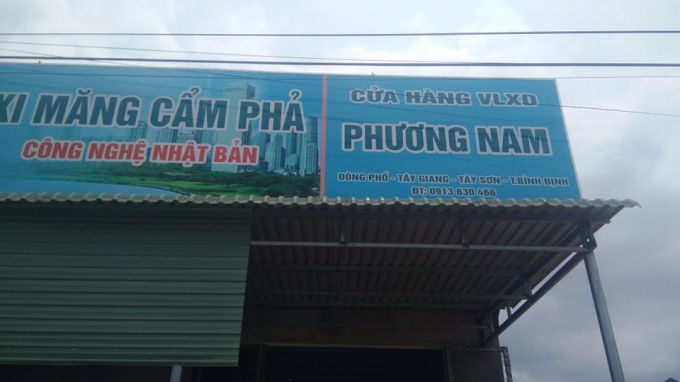 XI MĂNG CẨM PHẢ
CÔNG NGHỆ NHẬT BẢN
CỬA HÀNG VLXD
PHƯƠNG NAM
ĐÔNG PHỐ - TÂY GIANG - TÂY SƠN - T.BÌNH ĐỊNH
ĐT: 0913 630 466